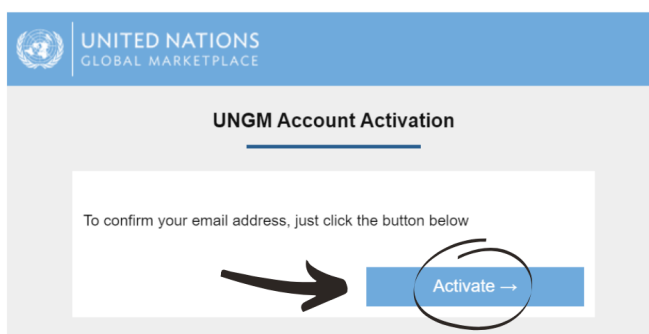 UNITED NATIONS
GLOBAL MARKETPLACE
UNGM Account Activation
To confirm your email address, just click the button below
Activate →